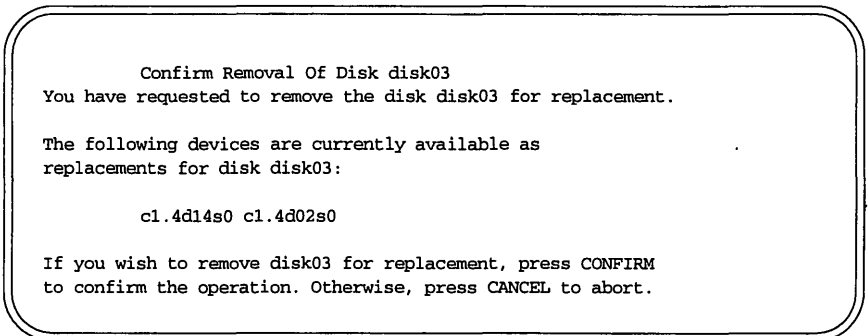 Confirm Removal Of Disk disk03
You have requested to remove the disk disk03 for replacement.
The following devices are currently available as
replacements for disk disk03:
c1.4d14s0 c1.4d02s0
If you wish to remove disk03 for replacement, press CONFIRM
to confirm the operation. Otherwise, press CANCEL to abort.